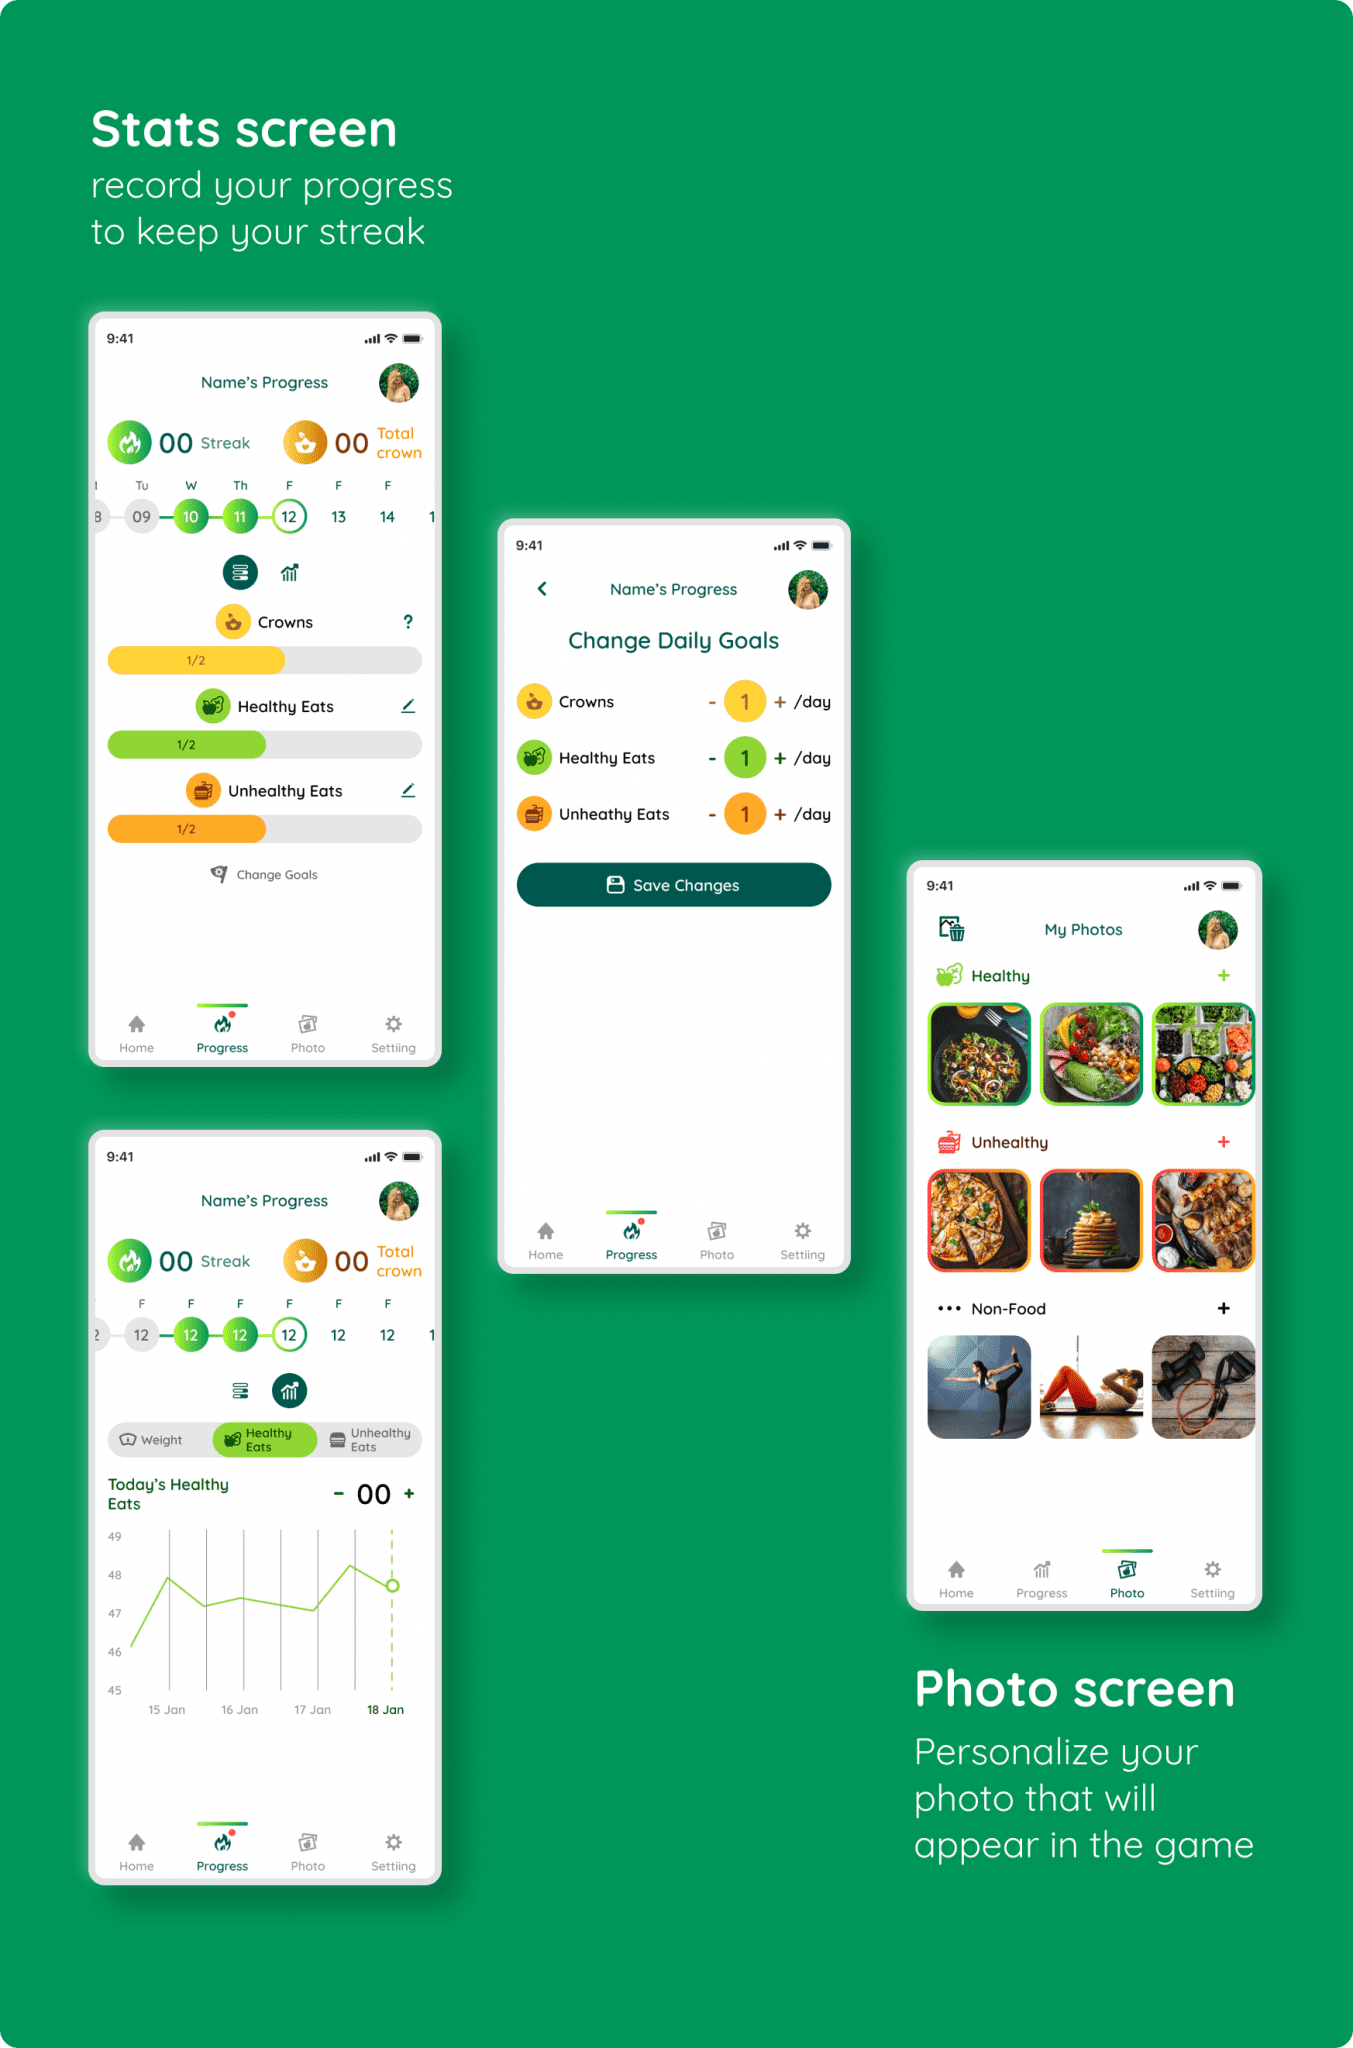 Stats screen
record your progress
to keep your streak
9:41
Name's Progress
00 Streak
00 Total
crown
Tu W Th F F F
8 09 10 11 12 13 14 1
Crowns ?
1/2
Healthy Eats
1/2
Unhealthy Eats
1/2
Change Goals
Home Progress Photo Settiing
9:41
Name's Progress
Change Daily Goals
Crowns - 1 + /day
Healthy Eats - 1 + /day
Unheathy Eats - 1 + /day
Save Changes
Home Progress Photo Settiing
9:41
Name's Progress
00 Streak
00 Total
crown
F F F F F F
2 12 12 12 12 12 12 1
Weight
Healthy
Eats
Unhealthy
Eats
Today's Healthy
Eats
- 00 +
49
48
47
46
45
15 Jan 16 Jan 17 Jan 18 Jan
Home Progress Photo Settiing
9:41
My Photos
Healthy +
Unhealthy +
••• Non-Food +
Home Progress Photo Settiing
Photo screen
Personalize your
photo that will
appear in the game